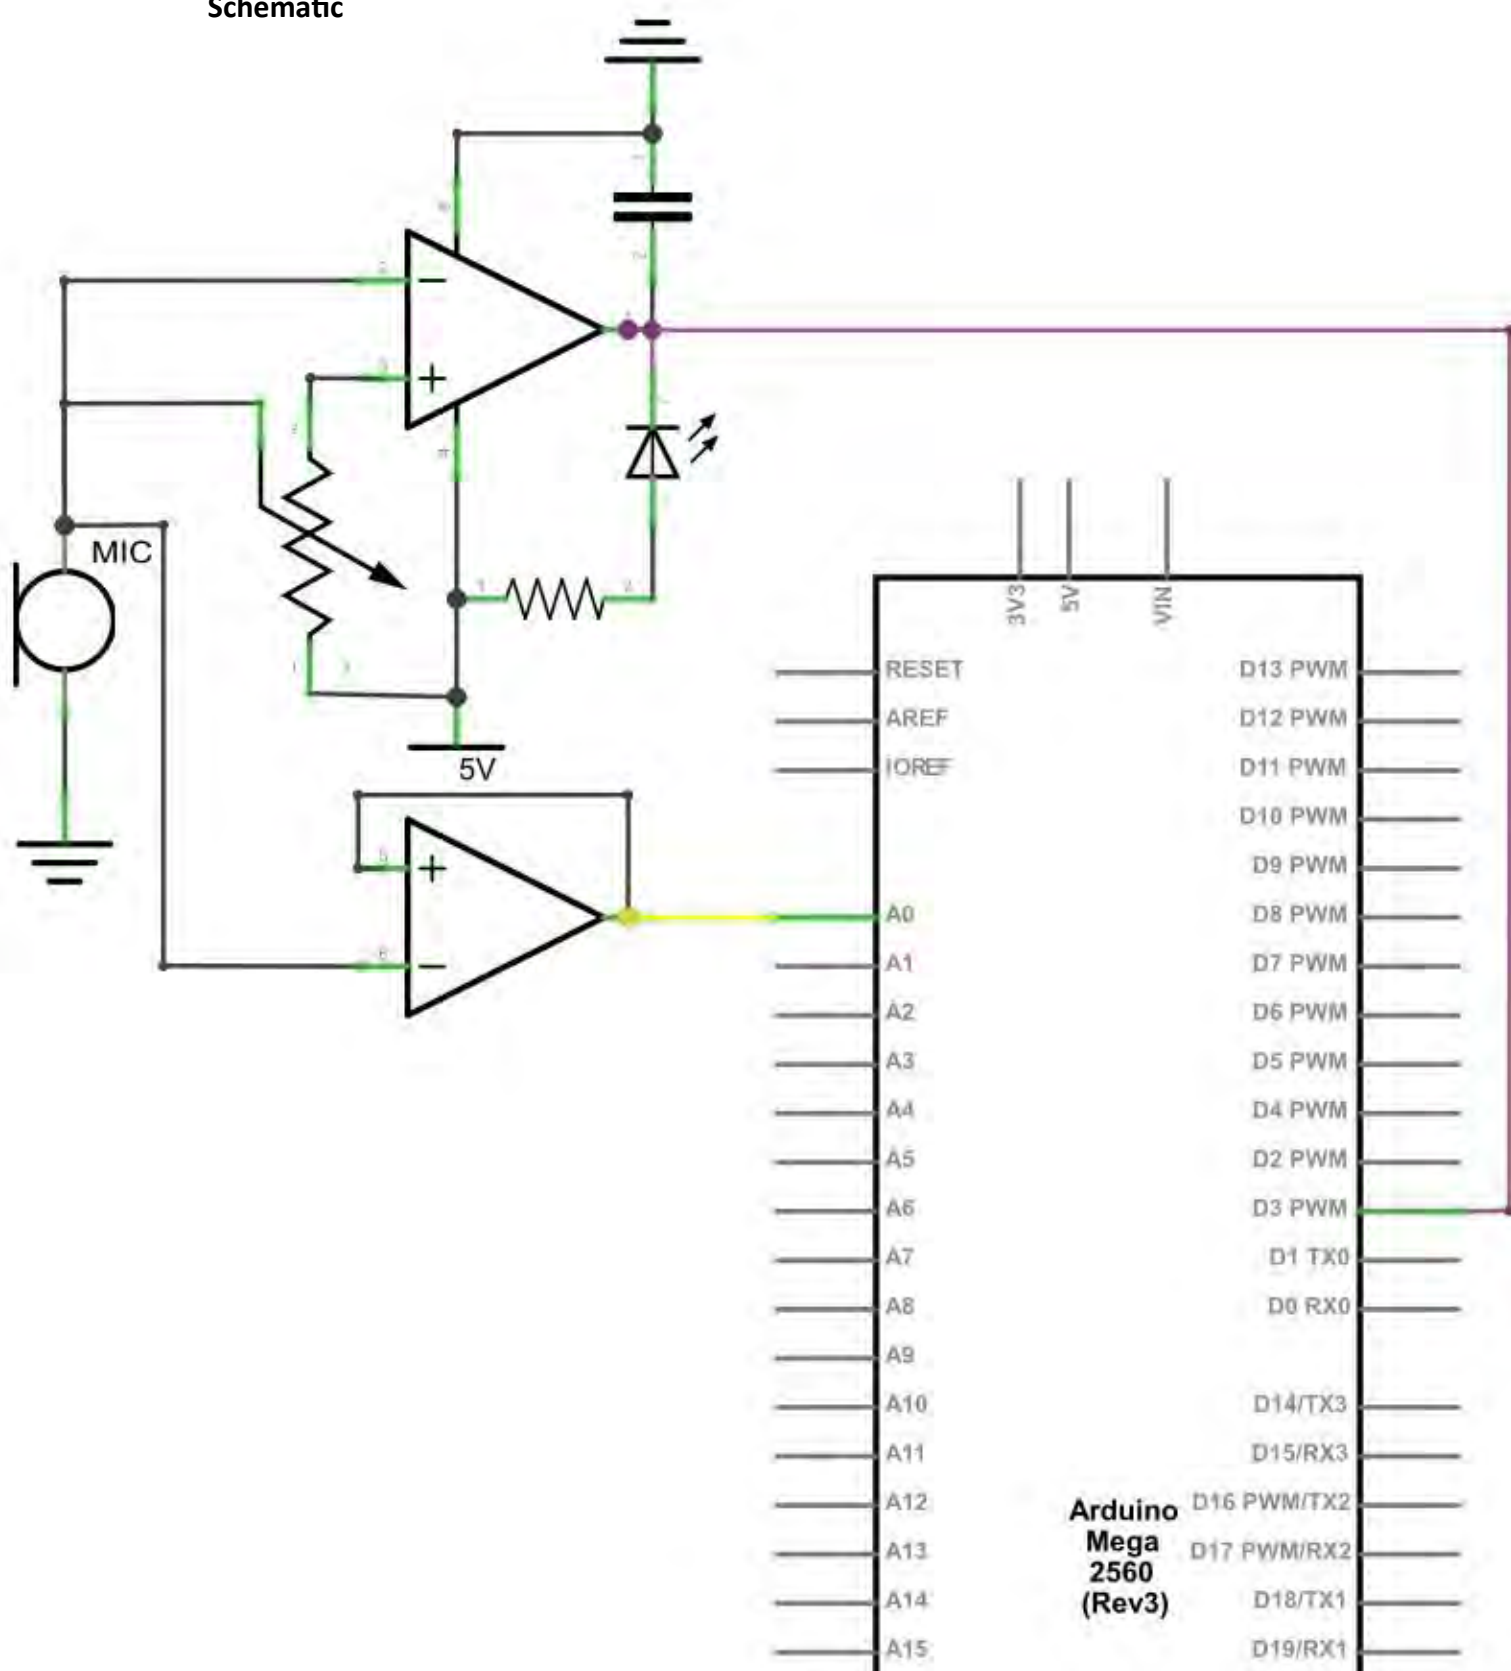 Schematic
MIC
5V
3V3
5V
VIN
RESET
AREF
IOREF
D13 PWM
D12 PWM
D11 PWM
D10 PWM
D9 PWM
A0
D8 PWM
A1
D7 PWM
A2
D6 PWM
A3
D5 PWM
A4
D4 PWM
A5
D2 PWM
A6
D3 PWM
A7
D1 TX0
A8
D0 RX0
A9
A10
D14/TX3
A11
D15/RX3
A12
D16 PWM/TX2
A13
D17 PWM/RX2
A14
D18/TX1
A15
D19/RX1
Arduino
Mega
2560
(Rev3)